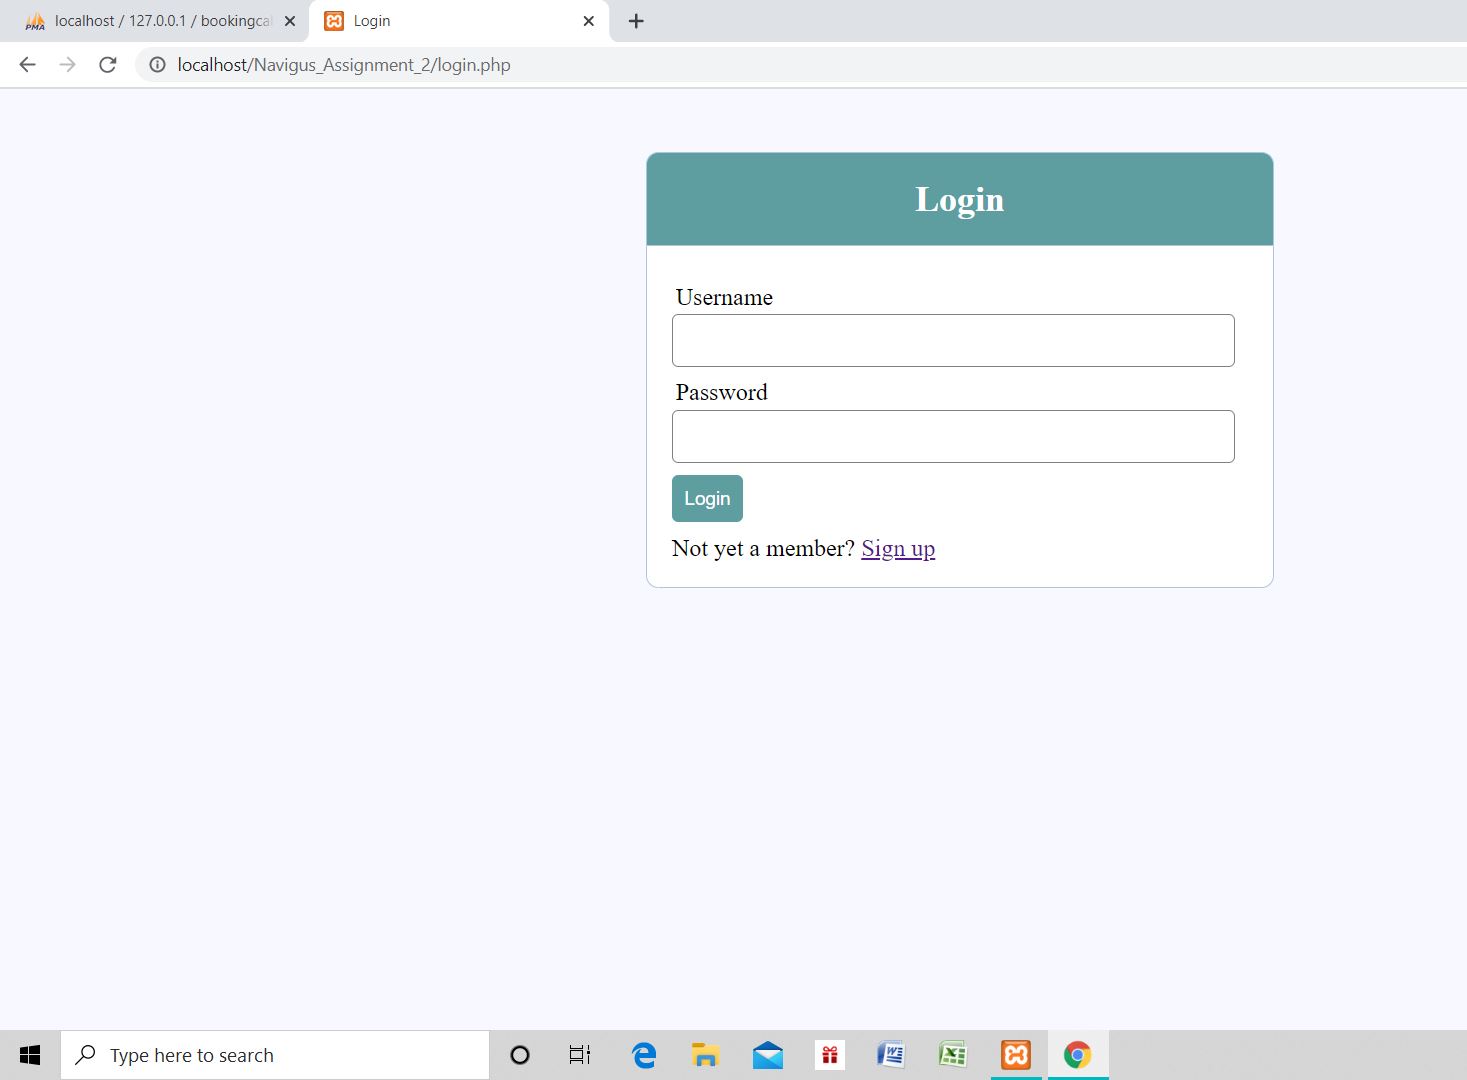 localhost / 127.0.0.1 / bookingcal
Login
localhost/Navigus_Assignment_2/login.php
Login
Username
Password
Login
Not yet a member? Sign up
Type here to search